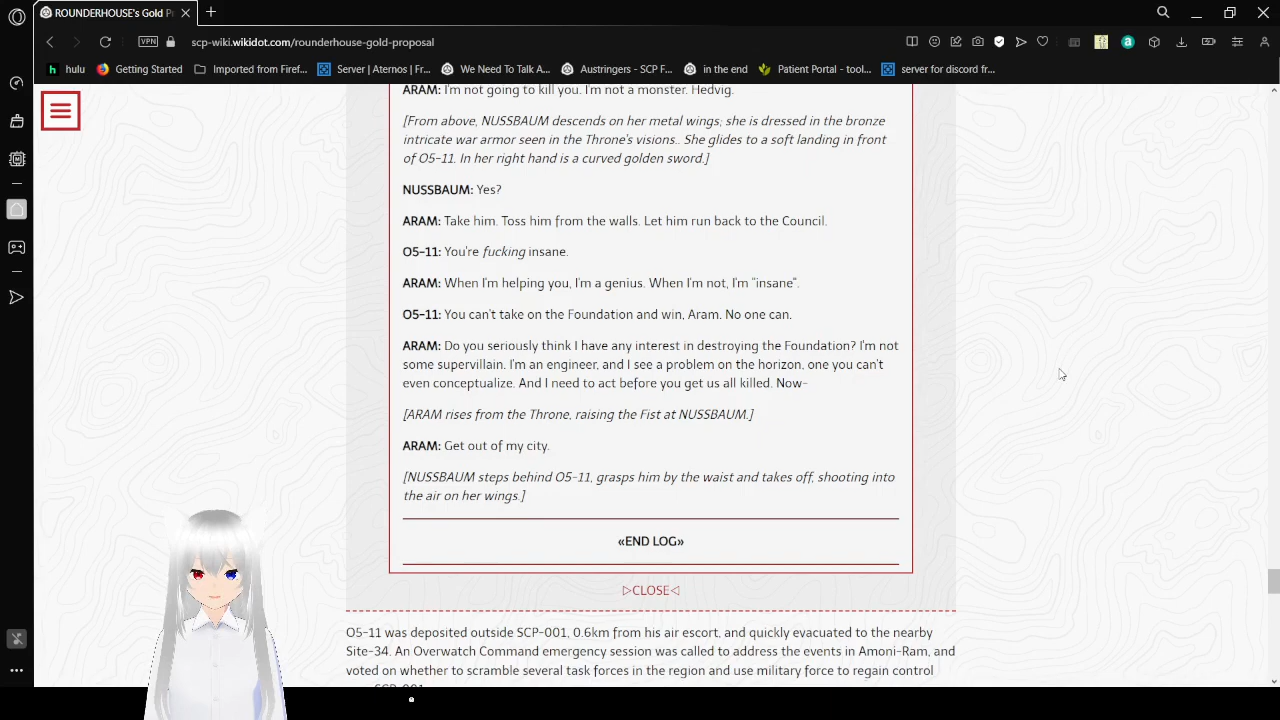 ROUNDERHOUSE's Gold P
VPN
scp-wiki.wikidot.com/rounderhouse-gold-proposal
hulu
Getting Started
Imported from Firef...
Server | Aternos | Fr...
We Need To Talk A...
Austringers - SCP F...
in the end
Patient Portal - tool...
server for discord fr...
ARAM: I'm not going to kill you. I'm not a monster. Hedvig.
[From above, NUSSBAUM descends on her metal wings; she is dressed in the bronze
intricate war armor seen in the Throne's visions.. She glides to a soft landing in front
of O5-11. In her right hand is a curved golden sword.]
NUSSBAUM: Yes?
ARAM: Take him. Toss him from the walls. Let him run back to the Council.
O5-11: You're fucking insane.
ARAM: When I'm helping you, I'm a genius. When I'm not, I'm "insane".
O5-11: You can't take on the Foundation and win, Aram. No one can.
ARAM: Do you seriously think I have any interest in destroying the Foundation? I'm not
some supervillain. I'm an engineer, and I see a problem on the horizon, one you can't
even conceptualize. And I need to act before you get us all killed. Now-
[ARAM rises from the Throne, raising the Fist at NUSSBAUM.]
ARAM: Get out of my city.
[NUSSBAUM steps behind O5-11, grasps him by the waist and takes off, shooting into
the air on her wings.]
«END LOG»
▷CLOSE◁
O5-11 was deposited outside SCP-001, 0.6km from his air escort, and quickly evacuated to the nearby
Site-34. An Overwatch Command emergency session was called to address the events in Amoni-Ram, and
voted on whether to scramble several task forces in the region and use military force to regain control